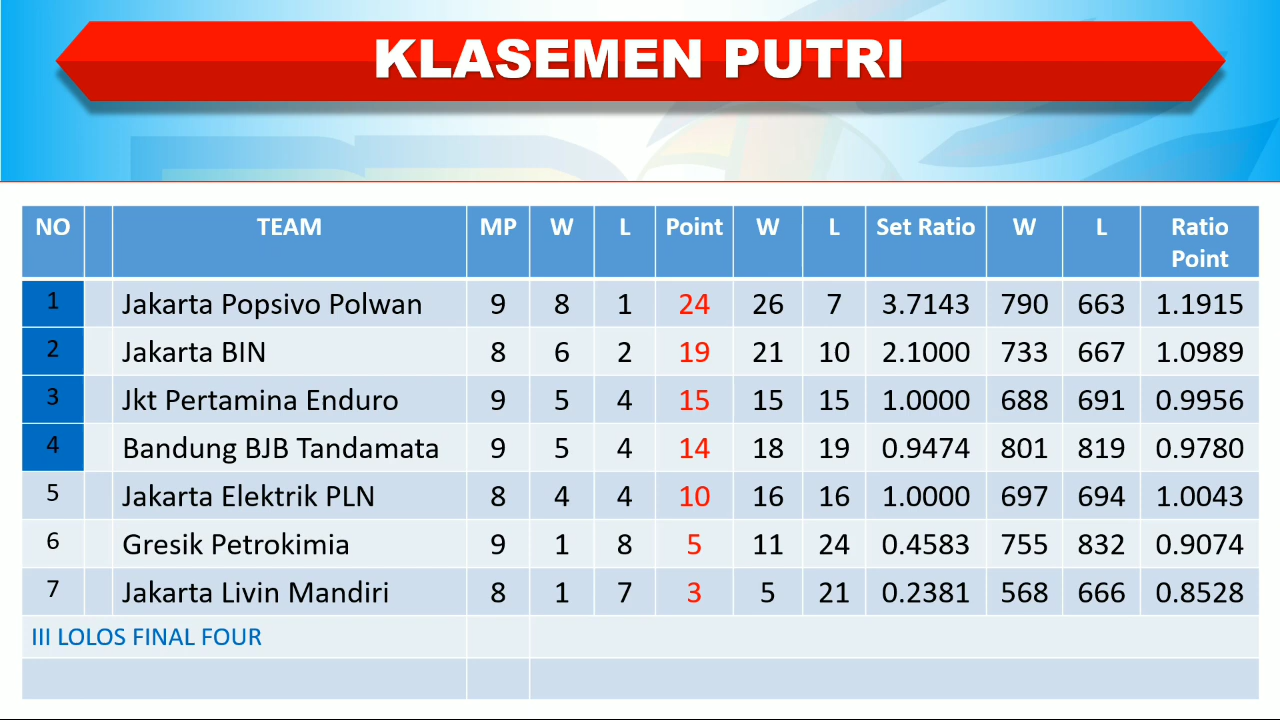 KLASEMEN PUTRI
NO TEAM MP W L Point W L Set Ratio W L Ratio Point
1 Jakarta Popsivo Polwan 9 8 1 24 26 7 3.7143 790 663 1.1915
2 Jakarta BIN 8 6 2 19 21 10 2.1000 733 667 1.0989
3 Jkt Pertamina Enduro 9 5 4 15 15 15 1.0000 688 691 0.9956
4 Bandung BJB Tandamata 9 5 4 14 18 19 0.9474 801 819 0.9780
5 Jakarta Elektrik PLN 8 4 4 10 16 16 1.0000 697 694 1.0043
6 Gresik Petrokimia 9 1 8 5 11 24 0.4583 755 832 0.9074
7 Jakarta Livin Mandiri 8 1 7 3 5 21 0.2381 568 666 0.8528
III LOLOS FINAL FOUR